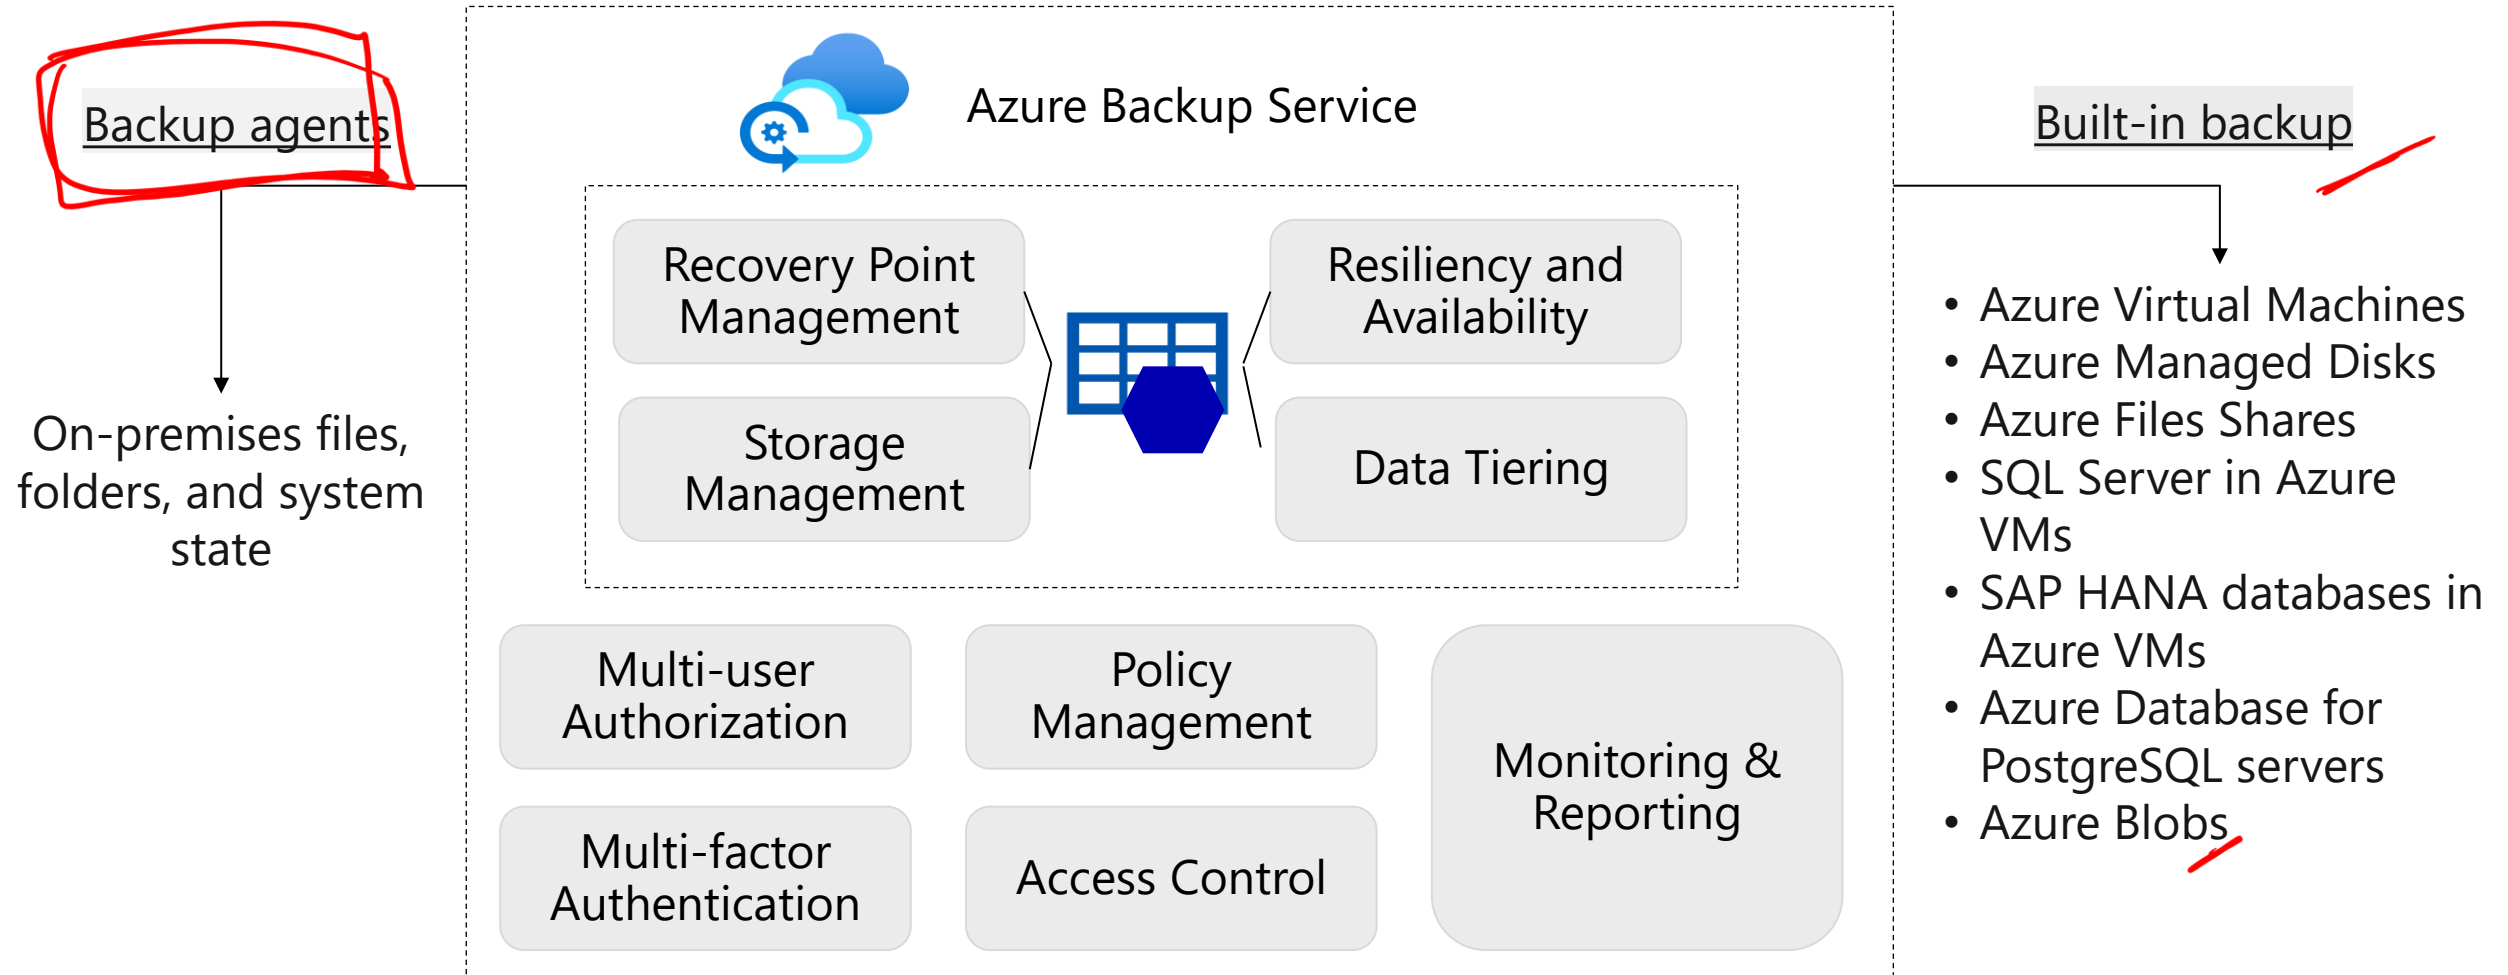 Backup agents
On-premises files,
folders, and system
state
Azure Backup Service
Recovery Point
Management
Resiliency and
Availability
Storage
Management
Data Tiering
Multi-user
Authorization
Policy
Management
Monitoring &
Reporting
Multi-factor
Authentication
Access Control
Built-in backup
• Azure Virtual Machines
• Azure Managed Disks
• Azure Files Shares
• SQL Server in Azure
VMs
• SAP HANA databases in
Azure VMs
• Azure Database for
PostgreSQL servers
• Azure Blobs